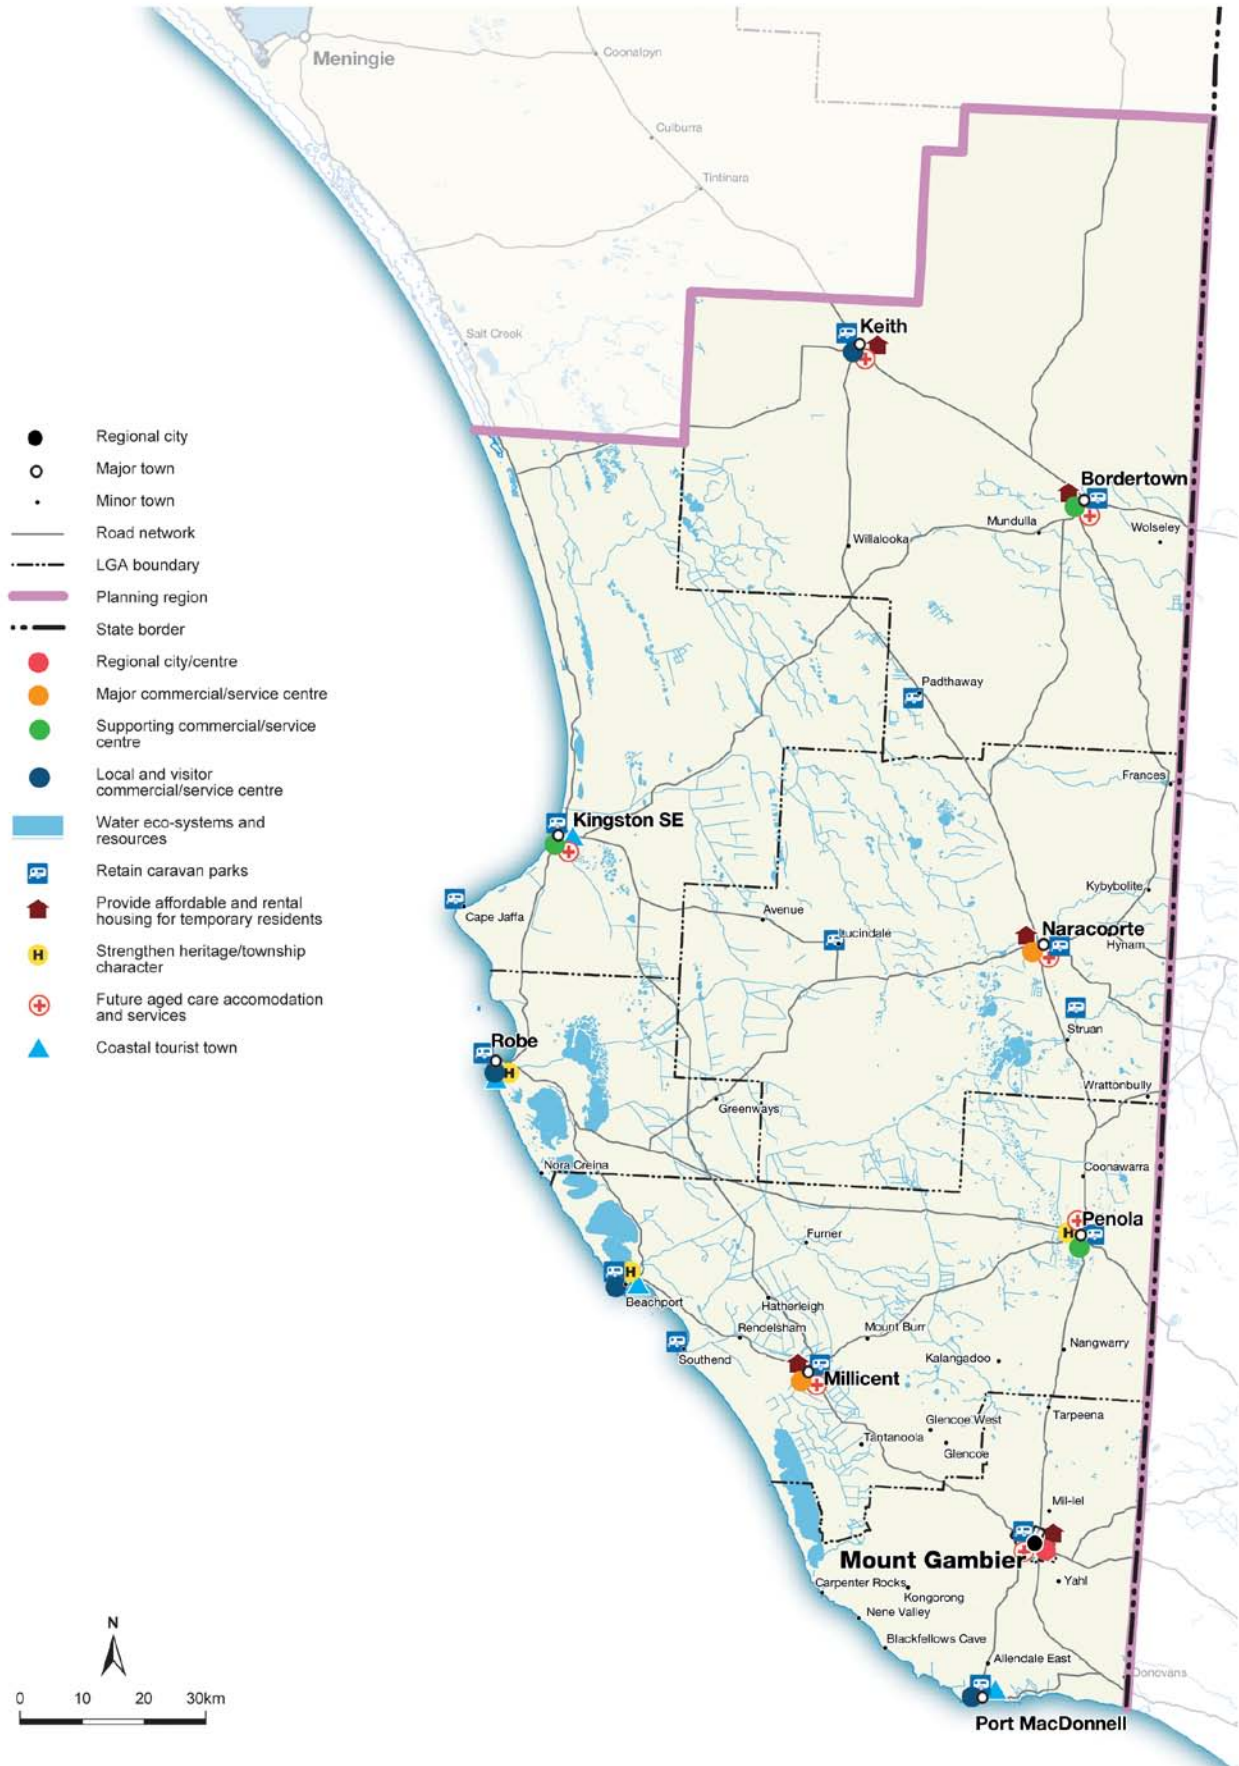 Meningie
Coonalpyn
Culburra
Tintinara
Salt Creek
Keith
Bordertown
Mundulla
Wolseley
Willalooka
Padthaway
Frances
Kingston SE
Cape Jaffa
Avenue
Lucindale
Kybybolite
Naracoorte
Hynam
Struan
Robe
Wrattonbully
Greenways
Nora Creina
Coonawarra
H
H Penola
Furner
H
Beachport
Hatherleigh
Rendelsham
Mount Burr
Southend
Nangwarry
Kalangadoo
Millicent
Glencoe West
Tarpeena
Tantanoola
Glencoe
Mil-lel
Mount Gambier
Yahl
Carpenter Rocks
Kongorong
Nene Valley
Blackfellows Cave
Allendale East
Donovans
Port MacDonnell
Regional city
Major town
Minor town
Road network
LGA boundary
Planning region
State border
Regional city/centre
Major commercial/service centre
Supporting commercial/service
centre
Local and visitor
commercial/service centre
Water eco-systems and
resources
Retain caravan parks
Provide affordable and rental
housing for temporary residents
H Strengthen heritage/township
character
Future aged care accomodation
and services
Coastal tourist town
N
0 10 20 30km